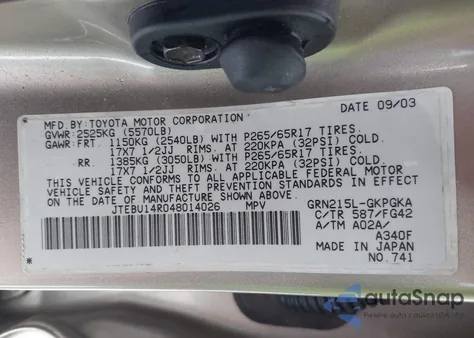 MFD.BY:TOYOTA MOTOR CORPORATION DATE 09/03
GVWR:2525KG (5570LB)
GAWR:FRT. 1150KG (2540LB) WITH P265/65R17 TIRES.
17X7 1/2JJ RIMS. AT 220KPA (32PSI) COLD.
RR. 1385KG (3050LB) WITH P265/65R17 TIRES.
17X7 1/2JJ RIMS. AT 220KPA (32PSI) COLD.
THIS VEHICLE CONFORMS TO ALL APPLICABLE FEDERAL MOTOR
VEHICLE SAFETY AND THEFT PREVENTION STANDARDS IN EFFECT
ON THE DATE OF MANUFACTURE SHOWN ABOVE.
JTEBU14R048014026 MPV GRN215L-GKPGKA
C/TR 587/FG42
A/TM A02A/
A340F
MADE IN JAPAN
NO.741
autoSnap